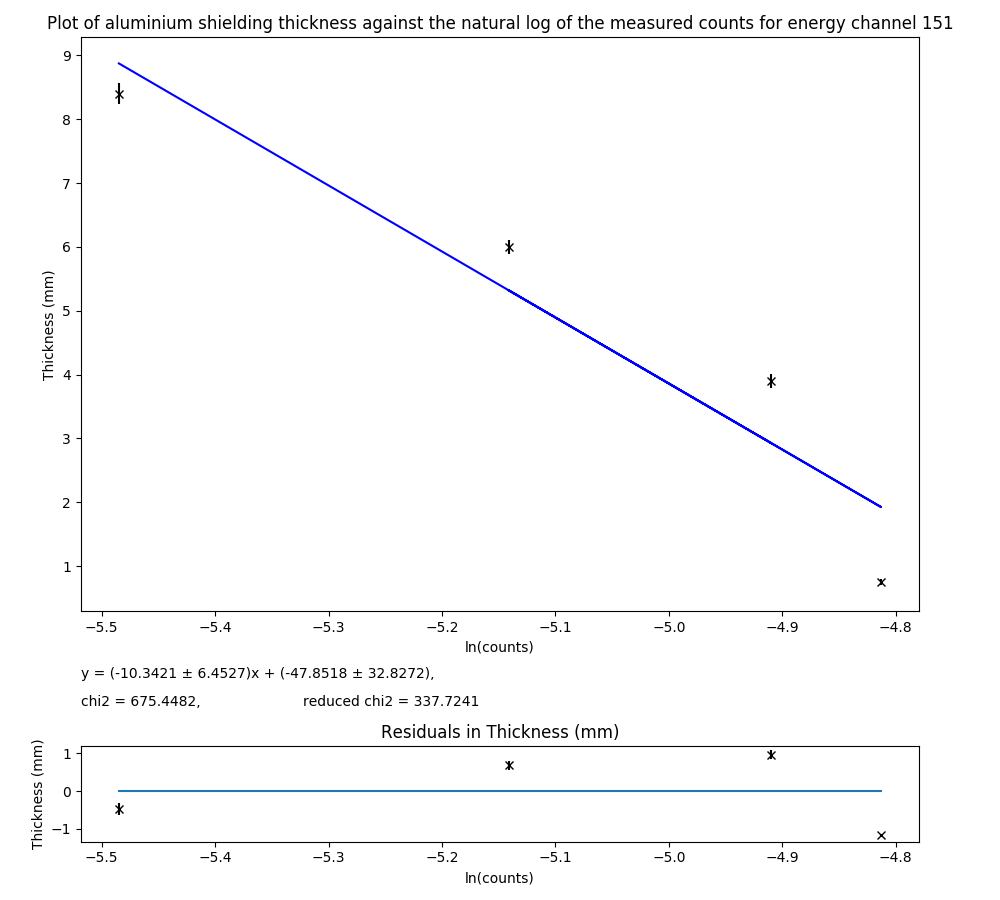 Plot of aluminium shielding thickness against the natural log of the measured counts for energy channel 151
9
8
7
6
5
4
3
2
1
Thickness (mm)
−5.5 −5.4 −5.3 −5.2 −5.1 −5.0 −4.9 −4.8
ln(counts)
y = (-10.3421 ± 6.4527)x + (-47.8518 ± 32.8272),
chi2 = 675.4482, reduced chi2 = 337.7241
Residuals in Thickness (mm)
1
0
−1
Thickness (mm)
−5.5 −5.4 −5.3 −5.2 −5.1 −5.0 −4.9 −4.8
ln(counts)